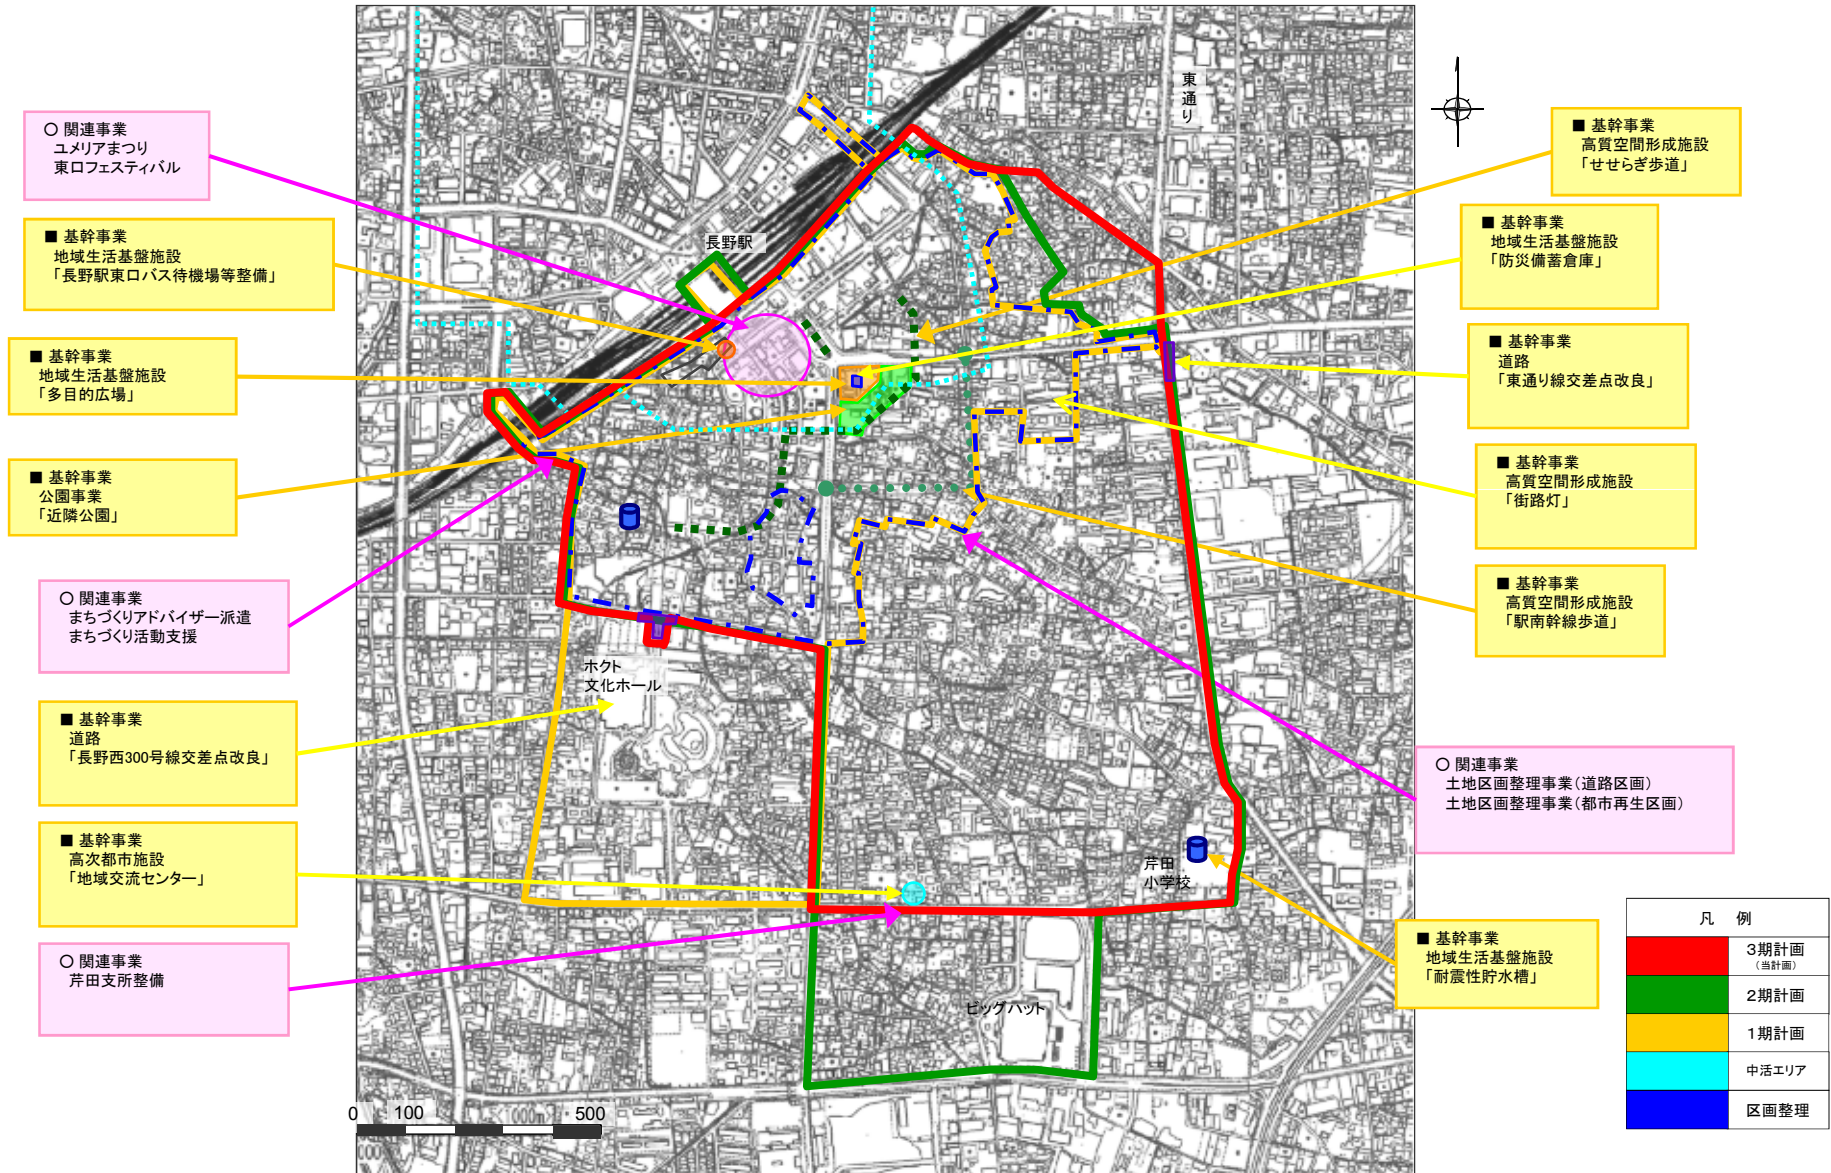 ○ 関連事業
ユメリアまつり
東口フェスティバル
■ 基幹事業
地域生活基盤施設
「長野駅東口バス待機場等整備」
■ 基幹事業
地域生活基盤施設
「多目的広場」
■ 基幹事業
公園事業
「近隣公園」
○ 関連事業
まちづくりアドバイザー派遣
まちづくり活動支援
■ 基幹事業
道路
「長野西300号線交差点改良」
■ 基幹事業
高次都市施設
「地域交流センター」
○ 関連事業
芹田支所整備
東通り
長野駅
ホクト
文化ホール
芹田
小学校
ビッグハット
0 100 500
■ 基幹事業
高質空間形成施設
「せせらぎ歩道」
■ 基幹事業
地域生活基盤施設
「防災備蓄倉庫」
■ 基幹事業
道路
「東通り線交差点改良」
■ 基幹事業
高質空間形成施設
「街路灯」
■ 基幹事業
高質空間形成施設
「駅南幹線歩道」
○ 関連事業
土地区画整理事業(道路区画)
土地区画整理事業(都市再生区画)
■ 基幹事業
地域生活基盤施設
「耐震性貯水槽」
凡 例
3期計画
(当計画)
2期計画
1期計画
中活エリア
区画整理